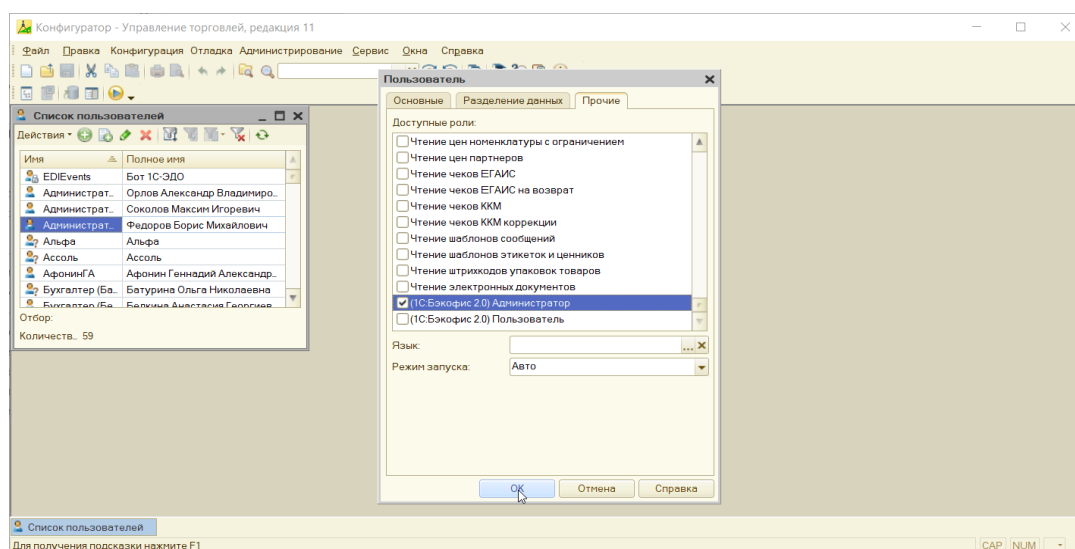 Конфигуратор - Управление торговлей, редакция 11
Файл Правка Конфигурация Отладка Администрирование Сервис Окна Справка
Список пользователей
Действия
Имя Полное имя
EDIEvents Бот 1С-ЭДО
Администрат... Орлов Александр Владимиро...
Администрат... Соколов Максим Игоревич
Администрат... Федоров Борис Михайлович
Альфа Альфа
Ассоль Ассоль
АфонинГА Афонин Геннадий Александр...
Бухгалтер (Ба... Батурина Ольга Николаевна
Бухгалтер (Бе... Белкина Анастасия Георгиев...
Отбор:
Количеств... 59
Пользователь
Основные Разделение данных Прочие
Доступные роли:
Чтение цен номенклатуры с ограничением
Чтение цен партнеров
Чтение чеков ЕГАИС
Чтение чеков ЕГАИС на возврат
Чтение чеков ККМ
Чтение чеков ККМ коррекции
Чтение шаблонов сообщений
Чтение шаблонов этикеток и ценников
Чтение штрихкодов упаковок товаров
Чтение электронных документов
(1С:Бэкофис 2.0) Администратор
(1С:Бэкофис 2.0) Пользователь
Язык:
Режим запуска: Авто
ОК Отмена Справка
Список пользователей
Для получения подсказки нажмите F1
CAP NUM